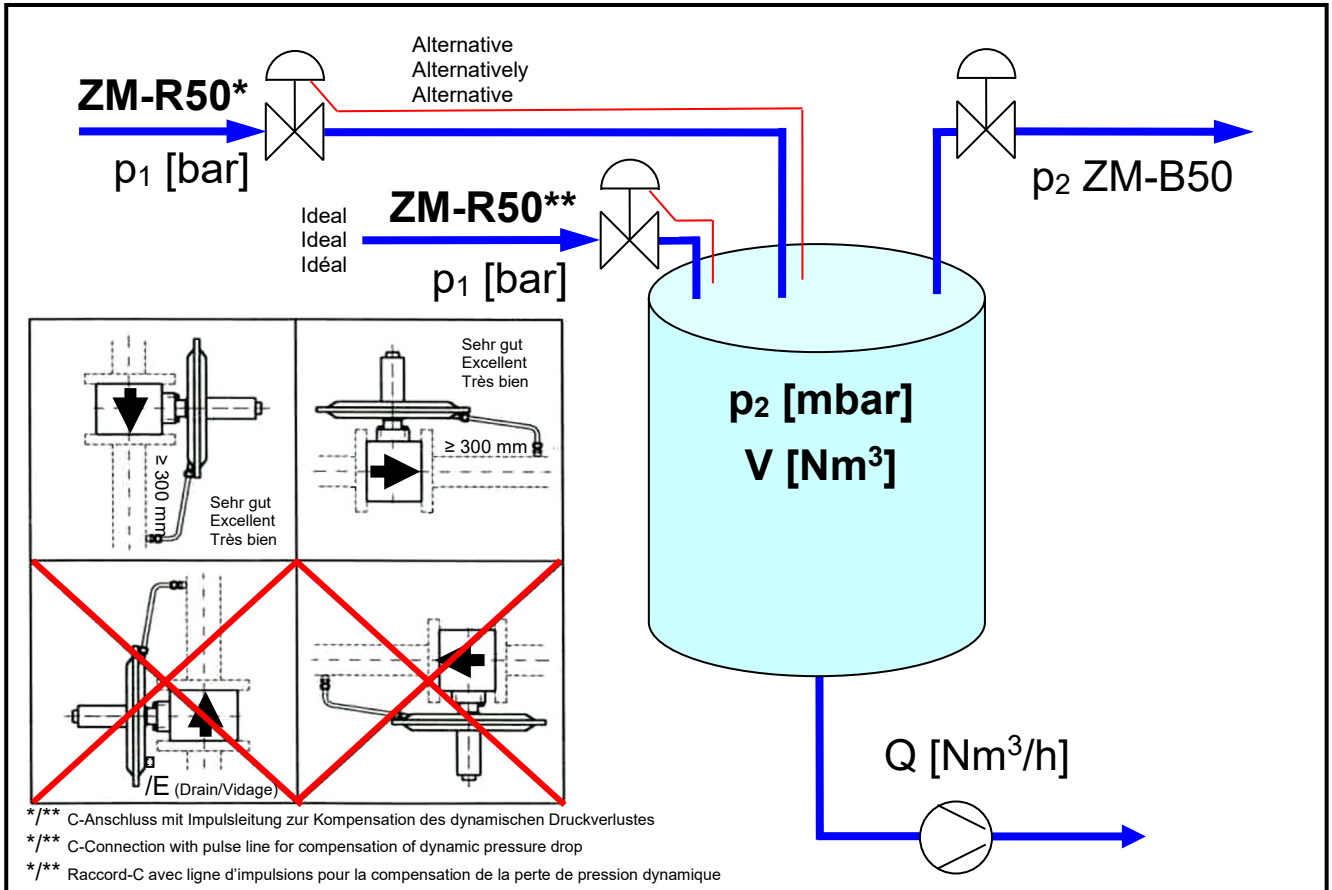 Alternative
Alternatively
Alternative
ZM-R50*
p₁ [bar]
p₂ ZM-B50
Ideal
Ideal
Idéal
ZM-R50**
p₁ [bar]
≥ 300 mm
Sehr gut
Excellent
Très bien
Sehr gut
Excellent
Très bien
≥ 300 mm
p₂ [mbar]
V [Nm³]
/E (Drain/Vidage)
Q [Nm³/h]
*/** C-Anschluss mit Impulsleitung zur Kompensation des dynamischen Druckverlustes
*/** C-Connection with pulse line for compensation of dynamic pressure drop
*/** Raccord-C avec ligne d'impulsions pour la compensation de la perte de pression dynamique